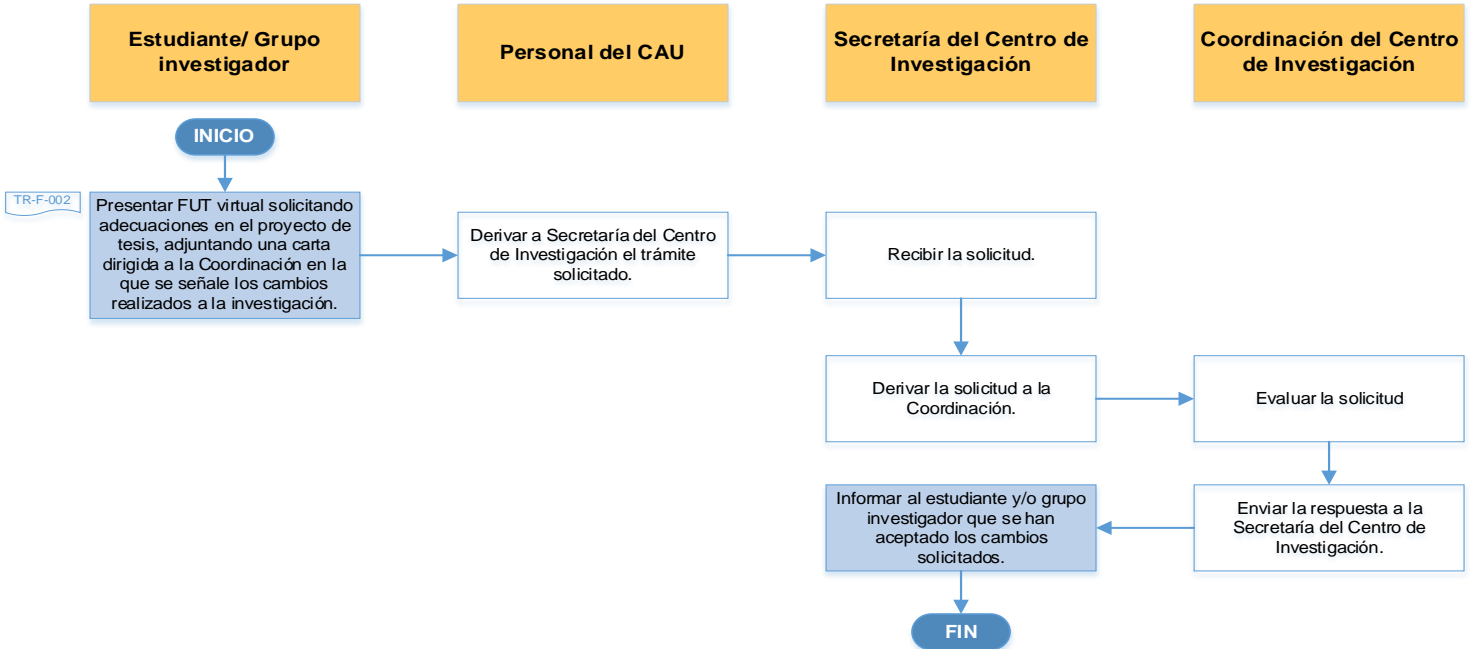 Estudiante/ Grupo
investigador
Personal del CAU
Secretaría del Centro de
Investigación
Coordinación del Centro
de Investigación
INICIO
TR-F-002
Presentar FUT virtual solicitando
adecuaciones en el proyecto de
tesis, adjuntando una carta
dirigida a la Coordinación en la
que se señale los cambios
realizados a la investigación.
Derivar a Secretaría del Centro
de Investigación el trámite
solicitado.
Recibir la solicitud.
Derivar la solicitud a la
Coordinación.
Evaluar la solicitud
Informar al estudiante y/o grupo
investigador que se han
aceptado los cambios
solicitados.
Enviar la respuesta a la
Secretaría del Centro de
Investigación.
FIN